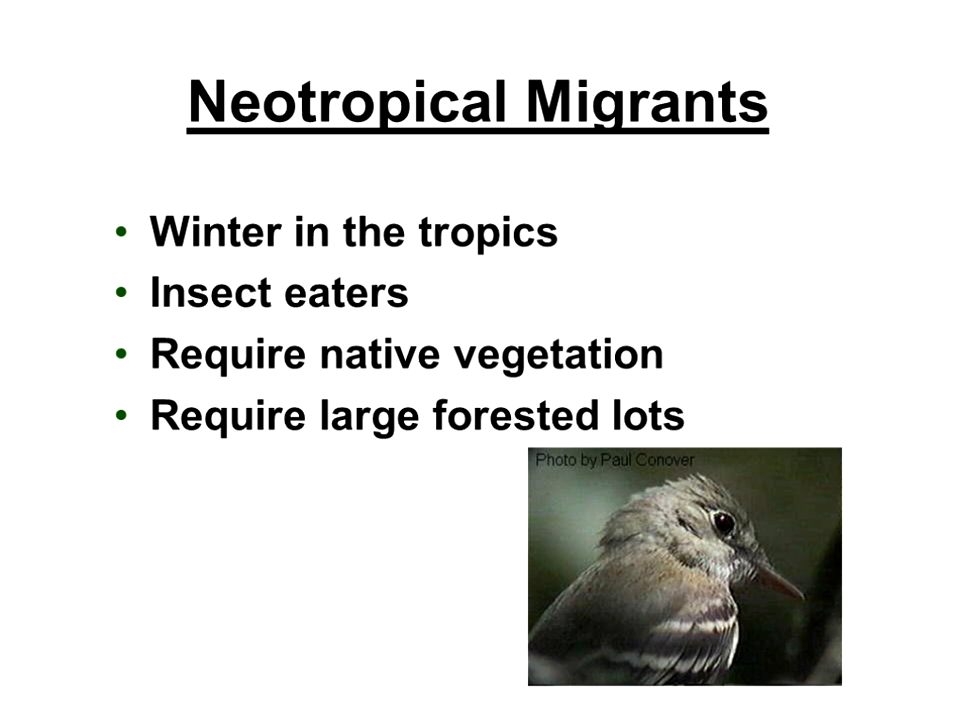 Neotropical Migrants
• Winter in the tropics
• Insect eaters
• Require native vegetation
• Require large forested lots
Photo by Paul Conover